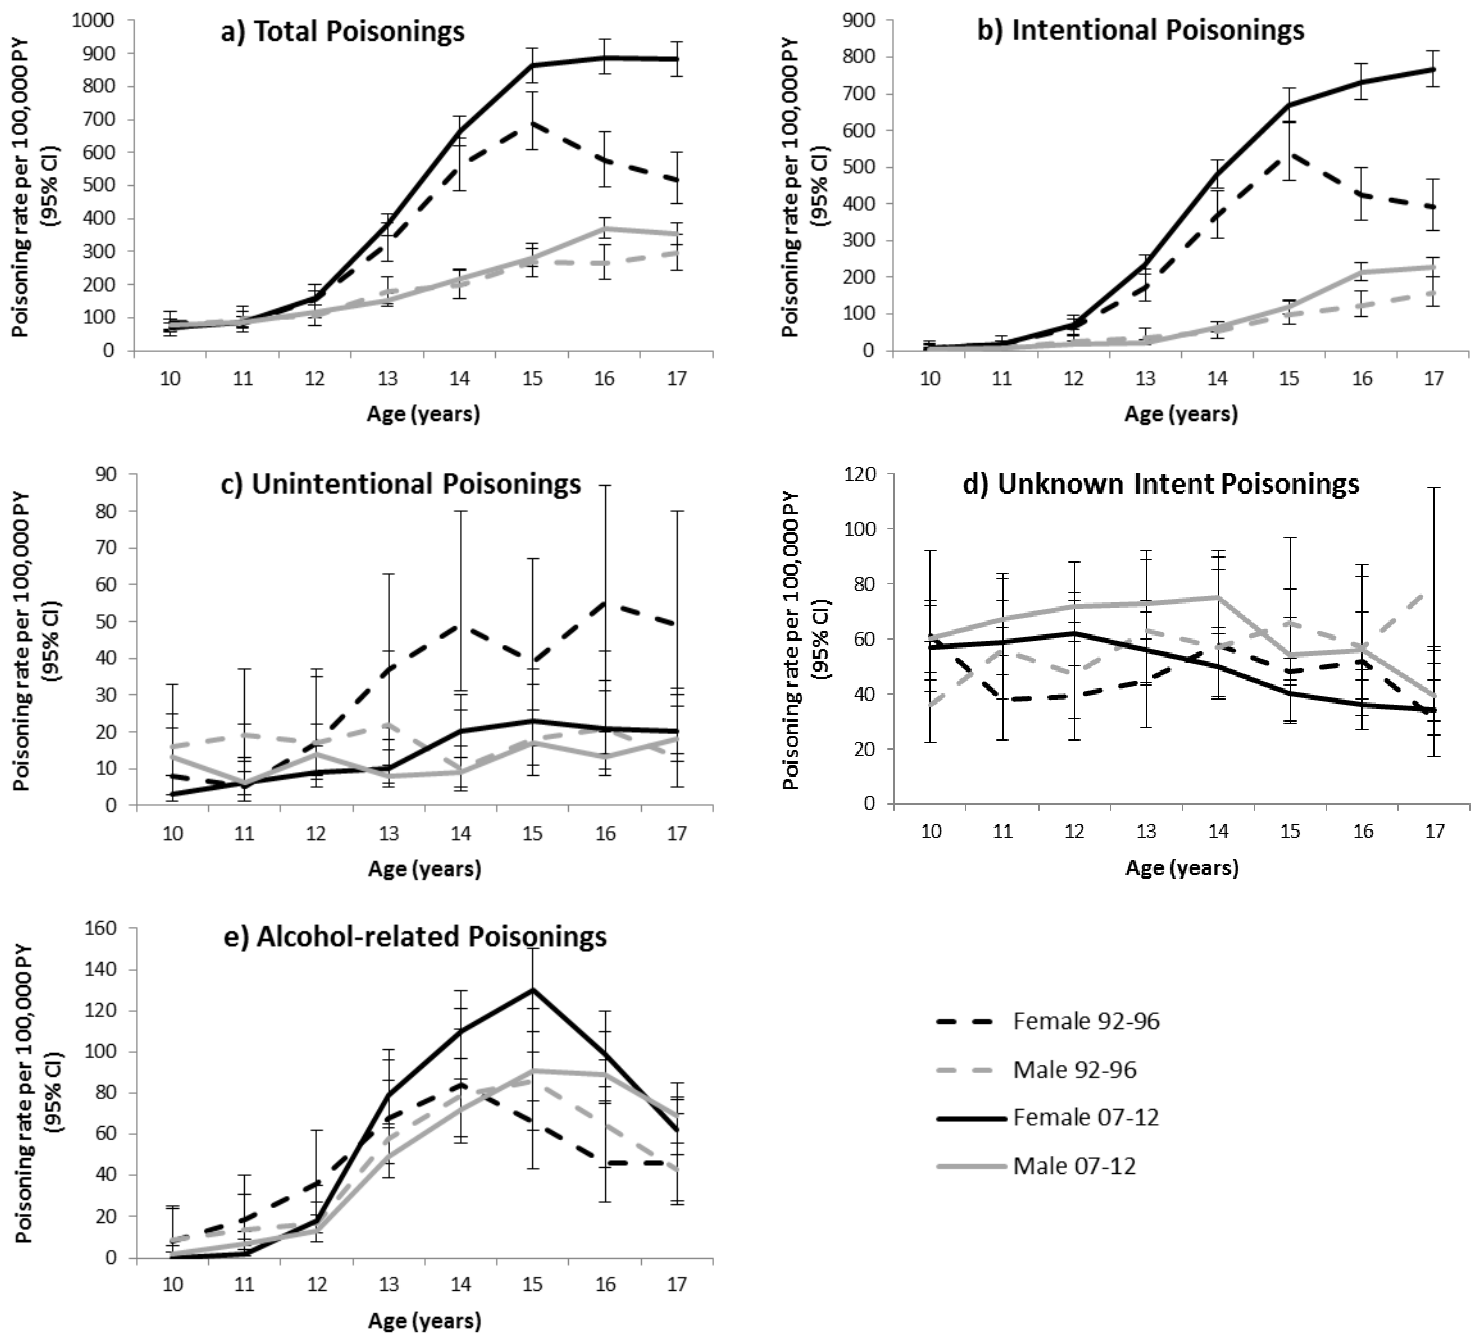 a) Total Poisonings
Poisoning rate per 100,000 PY
(95% CI)
1000
900
800
700
600
500
400
300
200
100
0
10 11 12 13 14 15 16 17
Age (years)
b) Intentional Poisonings
Poisoning rate per 100,000 PY
(95% CI)
900
800
700
600
500
400
300
200
100
0
10 11 12 13 14 15 16 17
Age (years)
c) Unintentional Poisonings
Poisoning rate per 100,000 PY
(95% CI)
90
80
70
60
50
40
30
20
10
0
10 11 12 13 14 15 16 17
Age (years)
d) Unknown Intent Poisonings
Poisoning rate per 100,000 PY
(95% CI)
120
100
80
60
40
20
0
10 11 12 13 14 15 16 17
Age (years)
e) Alcohol-related Poisonings
Poisoning rate per 100,000 PY
(95% CI)
160
140
120
100
80
60
40
20
0
10 11 12 13 14 15 16 17
Age (years)
Female 92-96
Male 92-96
Female 07-12
Male 07-12